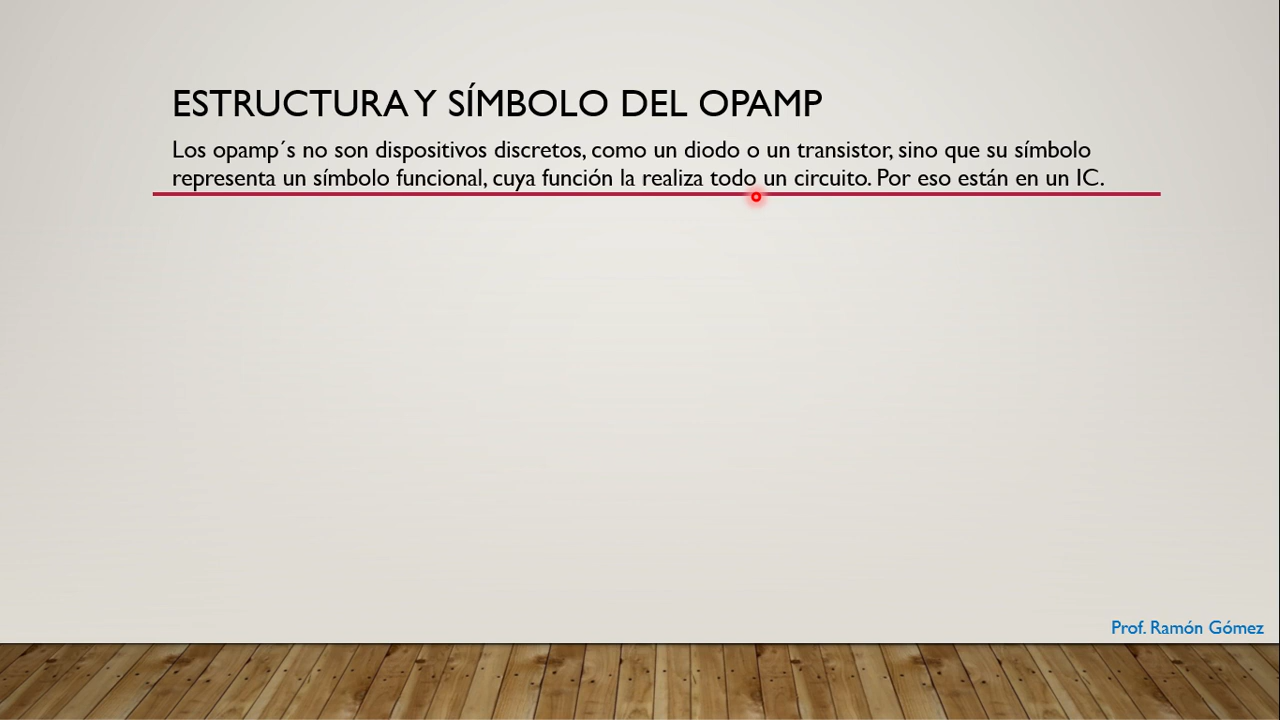 ESTRUCTURA Y SÍMBOLO DEL OPAMP
Los opamp´s no son dispositivos discretos, como un diodo o un transistor, sino que su símbolo
representa un símbolo funcional, cuya función la realiza todo un circuito. Por eso están en un IC.
Prof. Ramón Gómez